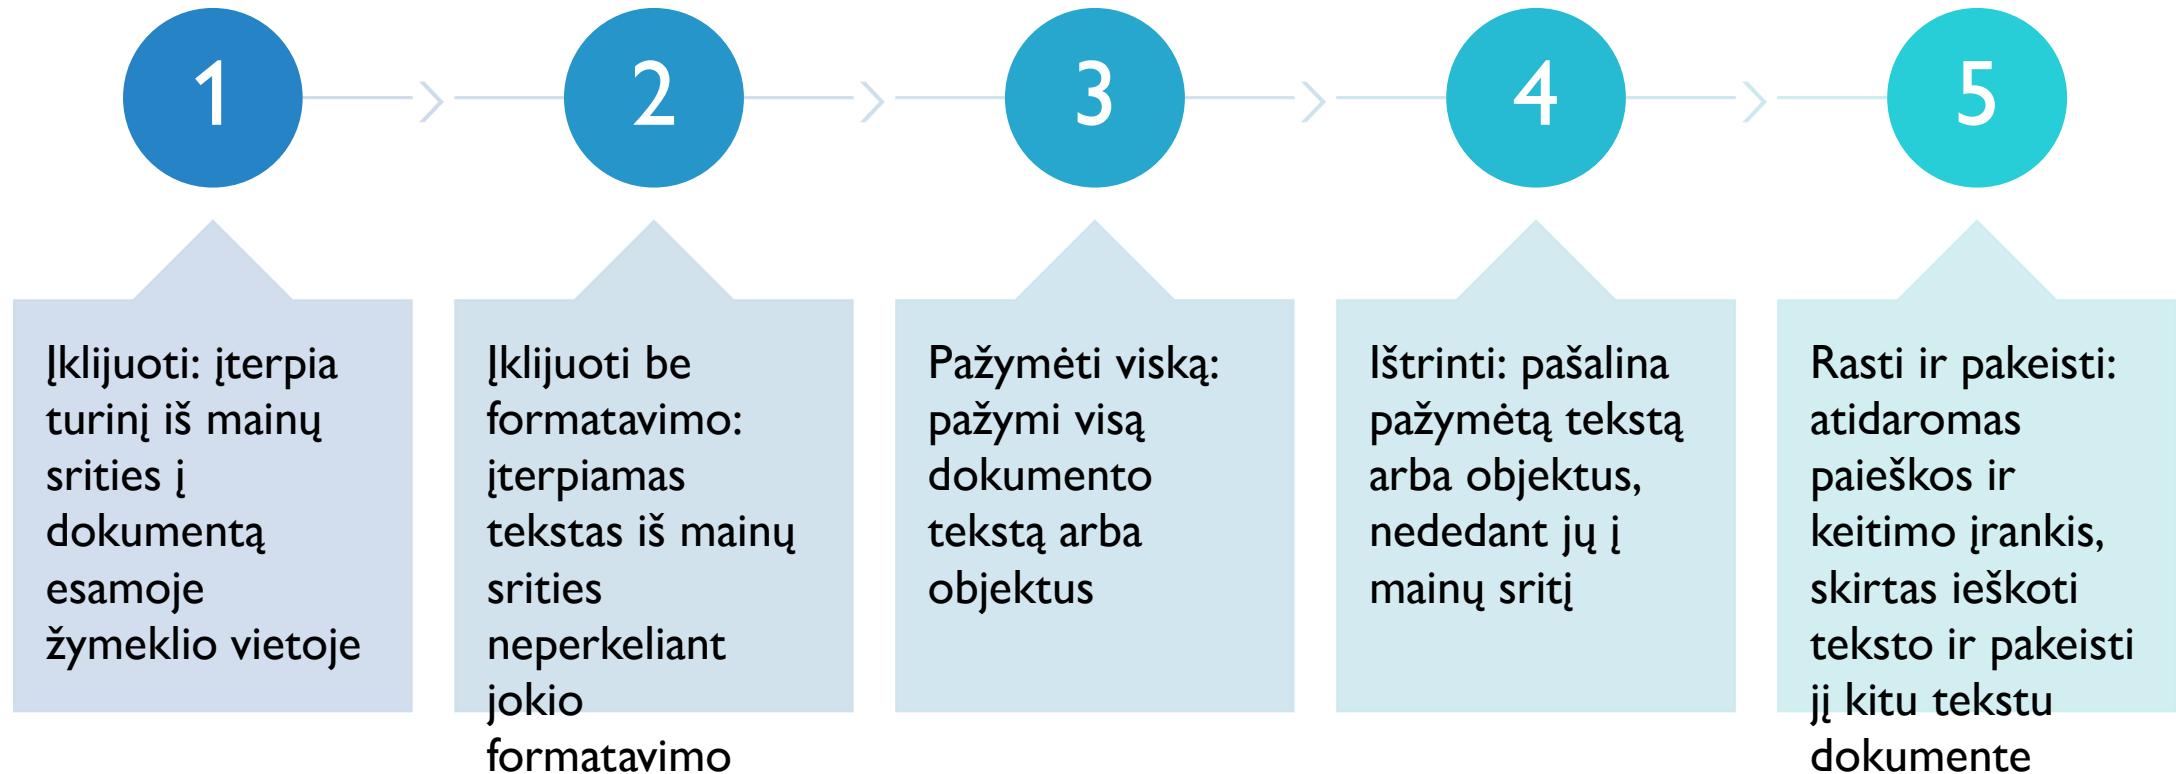 1
2
3
4
5
Įklijuoti: įterpia
turinį iš mainų
srities į
dokumentą
esamoje
žymeklio vietoje
Įklijuoti be
formatavimo:
įterpiamas
tekstas iš mainų
srities
neperkeliant
jokio
formatavimo
Pažymėti viską:
pažymi visą
dokumento
tekstą arba
objektus
Ištrinti: pašalina
pažymėtą tekstą
arba objektus,
nededant jų į
mainų sritį
Rasti ir pakeisti:
atidaromas
paieškos ir
keitimo įrankis,
skirtas ieškoti
teksto ir pakeisti
jį kitu tekstu
dokumente